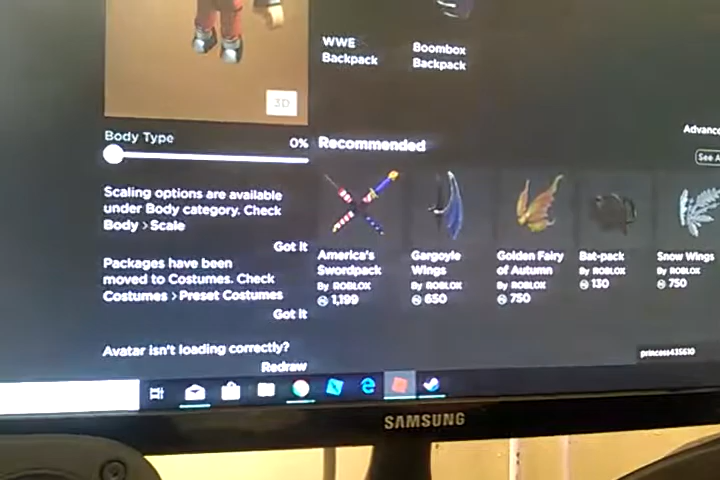 WWE
Backpack
Boombox
Backpack
3D
Body Type 0%
Recommended
Advance
See A
Scaling options are available
under Body category. Check
Body > Scale
Got It
Packages have been
moved to Costumes. Check
Costumes > Preset Costumes
Got It
Avatar isn't loading correctly?
Redraw
America's
Swordpack
By ROBLOX
1,199
Gargoyle
Wings
By ROBLOX
650
Golden Fairy
of Autumn
By ROBLOX
750
Bat-pack
By ROBLOX
130
Snow Wings
By ROBLOX
750
princess435610
SAMSUNG